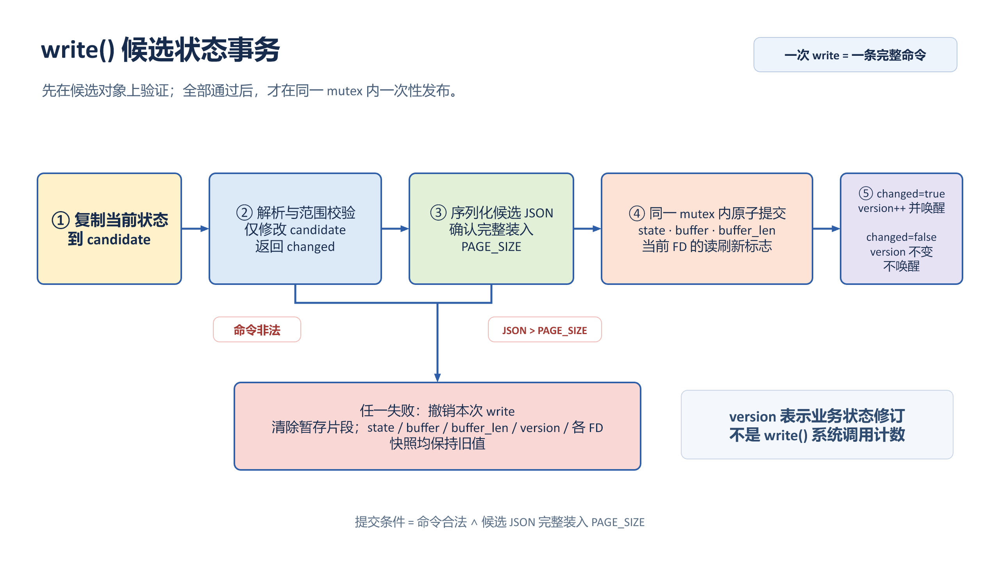 write() 候选状态事务
一次 write = 一条完整命令
先在候选对象上验证；全部通过后，才在同一 mutex 内一次性发布。
① 复制当前状态
到 candidate
② 解析与范围校验
仅修改 candidate
返回 changed
③ 序列化候选 JSON
确认完整装入
PAGE_SIZE
④ 同一 mutex 内原子提交
state · buffer · buffer_len
当前 FD 的读刷新标志
⑤ changed=true
version++ 并唤醒
changed=false
version 不变
不唤醒
命令非法
JSON > PAGE_SIZE
任一失败：撤销本次 write
清除暂存片段；state / buffer / buffer_len / version / 各 FD
快照均保持旧值
version 表示业务状态修订
不是 write() 系统调用计数
提交条件 = 命令合法 ∧ 候选 JSON 完整装入 PAGE_SIZE